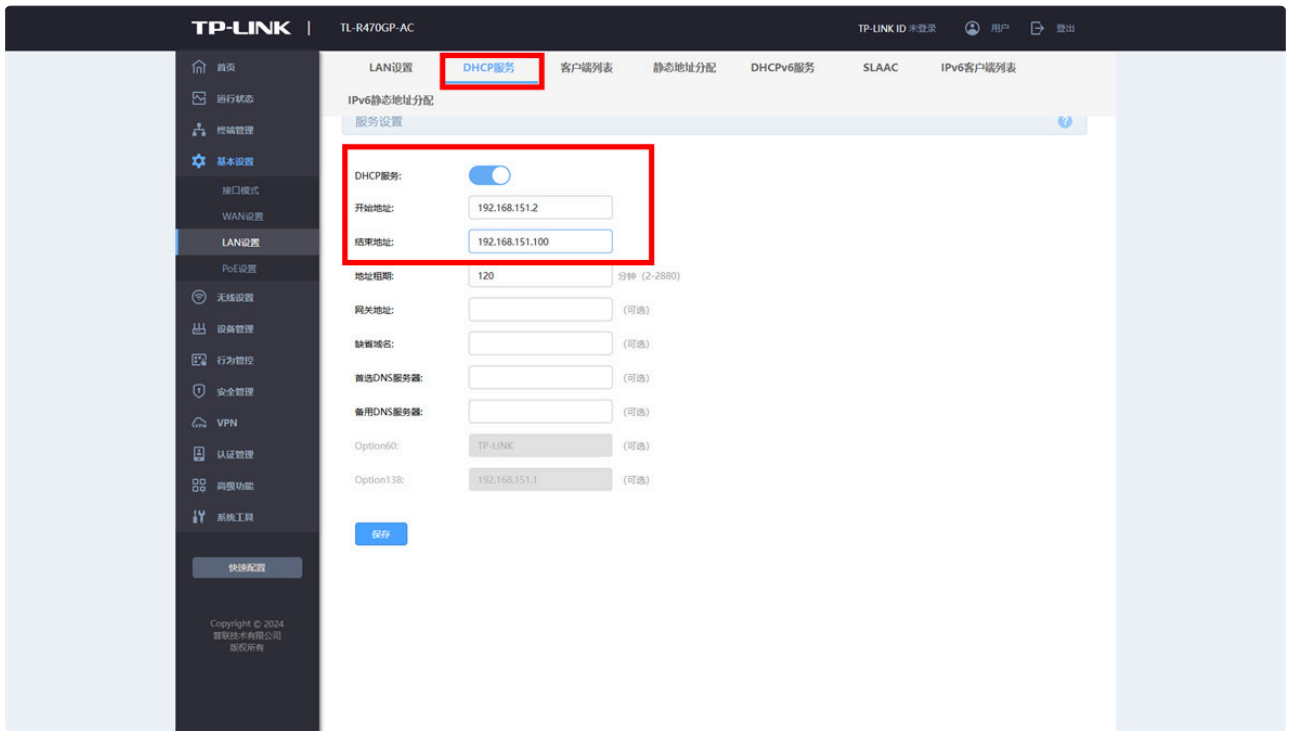 TP-LINK | TL-R470GP-AC TP-LINK ID 未登录 用户 登出
首页
运行状态
终端管理
基本设置
接口模式
WAN设置
LAN设置
PoE设置
无线设置
设备管理
行为管控
安全管理
VPN
认证管理
高级功能
系统工具
快速配置
Copyright © 2024
普联技术有限公司
版权所有
LAN设置 DHCP服务 客户端列表 静态地址分配 DHCPv6服务 SLAAC IPv6客户端列表
IPv6静态地址分配
服务设置 ?
DHCP服务:
开始地址: 192.168.151.2
结束地址: 192.168.151.100
地址租期: 120 分钟 (2-2880)
网关地址: (可选)
缺省域名: (可选)
首选DNS服务器: (可选)
备用DNS服务器: (可选)
Option60: TP-LINK (可选)
Option138: 192.168.151.1 (可选)
保存